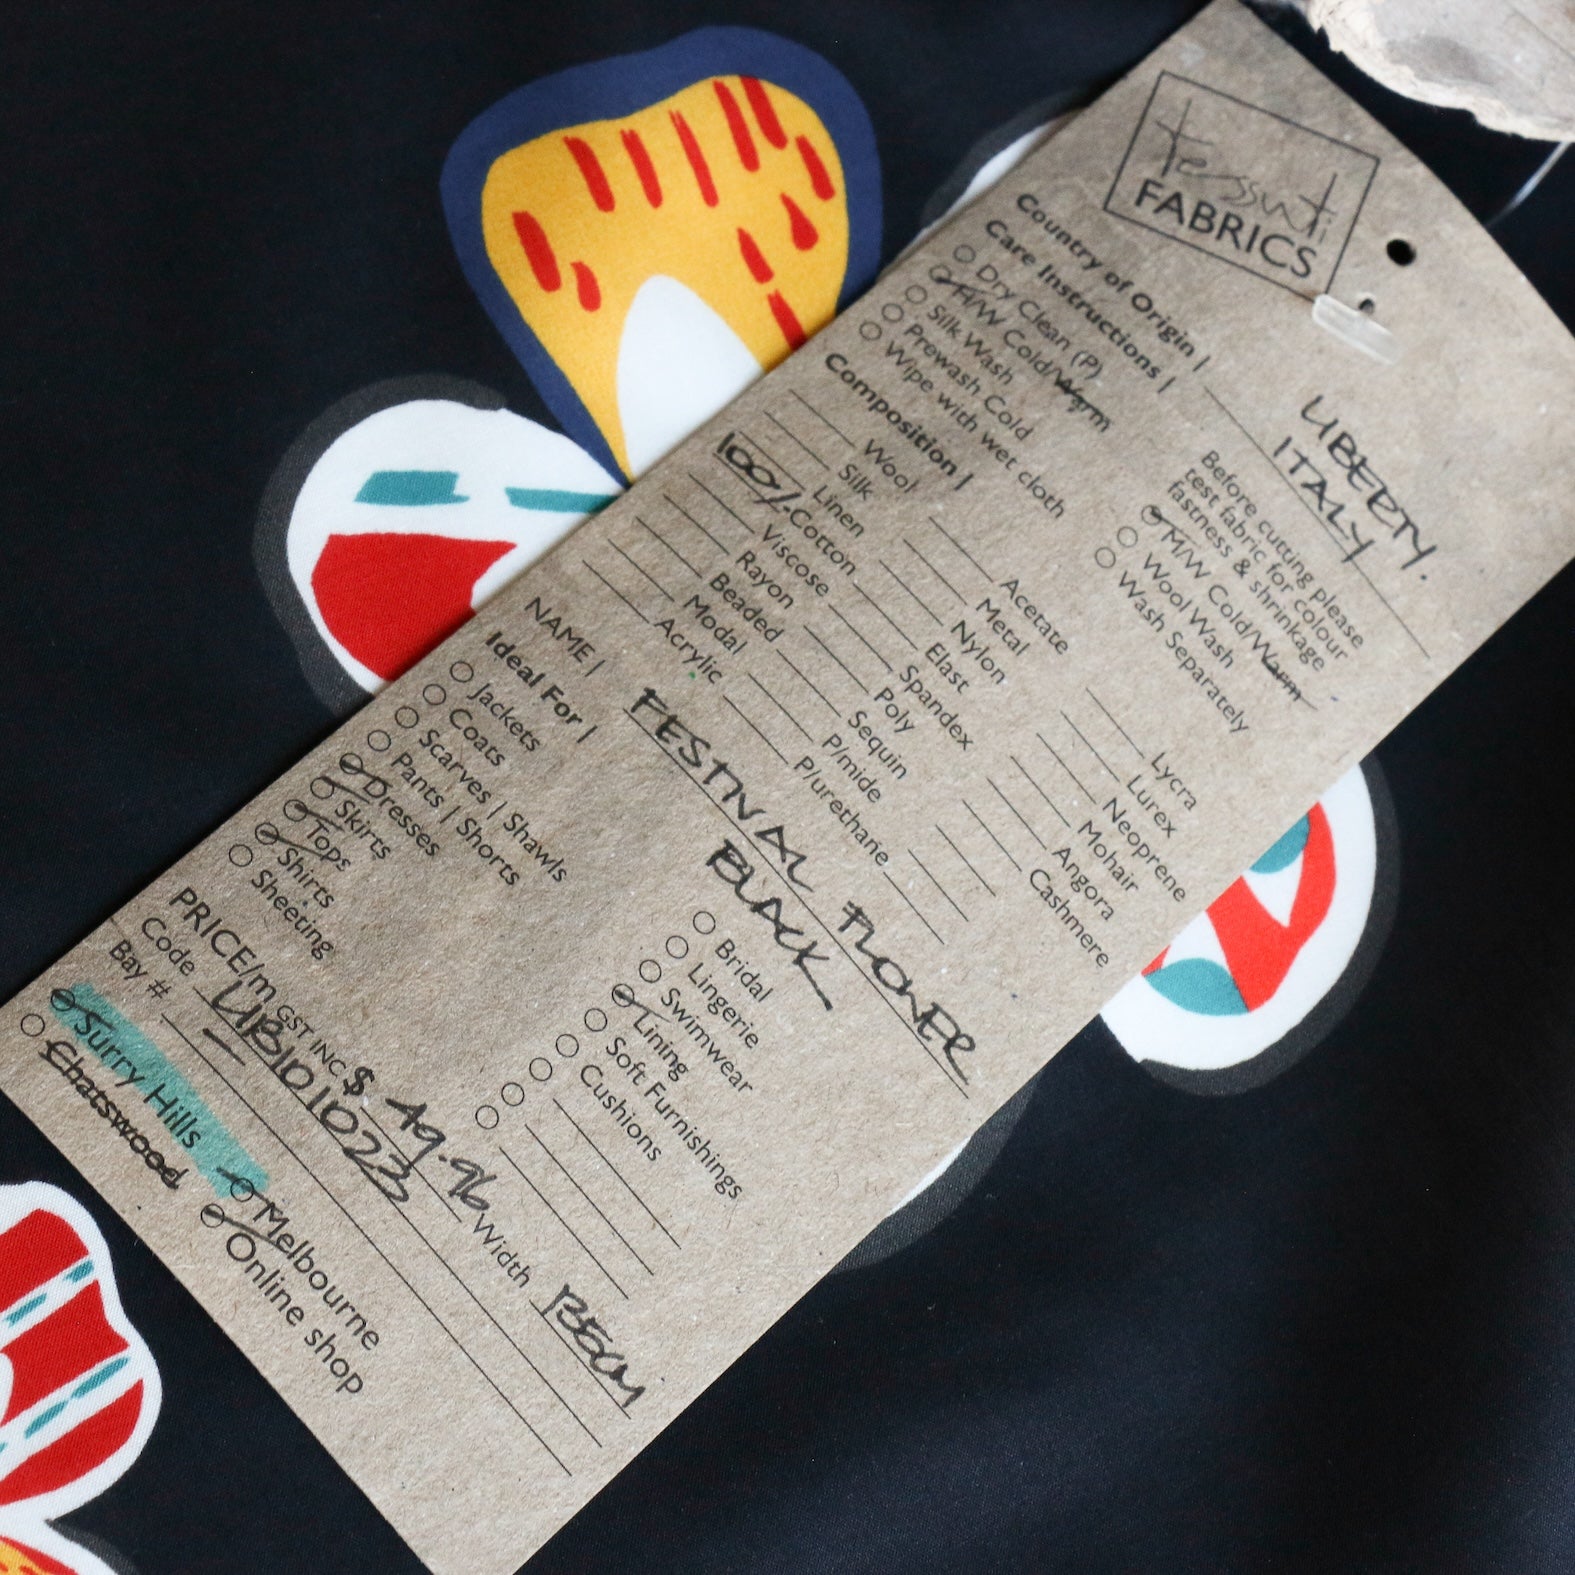 Tessuti
FABRICS
Country of Origin | LIBERTY.
ITALY
Care Instructions |
Dry Clean (P)
H/W Cold/Warm
Silk Wash
Prewash Cold
Wipe with wet cloth
Before cutting please
test fabric for colour
fastness & shrinkage
M/W Cold/Warm
Wool Wash
Wash Separately
Composition |
Wool
Silk
Linen
100% Cotton
Viscose
Rayon
Beaded
Modal
Acrylic
Acetate
Metal
Nylon
Elast
Spandex
Poly
Sequin
P/mide
P/urethane
Lycra
Lurex
Neoprene
Mohair
Angora
Cashmere
NAME | FESTIVAL FLOWER
BLACK
Ideal For |
Jackets
Coats
Scarves | Shawls
Pants | Shorts
Dresses
Skirts
Tops
Shirts
Sheeting
Bridal
Lingerie
Swimwear
Lining
Soft Furnishings
Cushions
PRICE/m GST INC $ 49.96 Width 135cm
Code LIB101023
Bay #
Surry Hills
Chatswood
Melbourne
Online shop